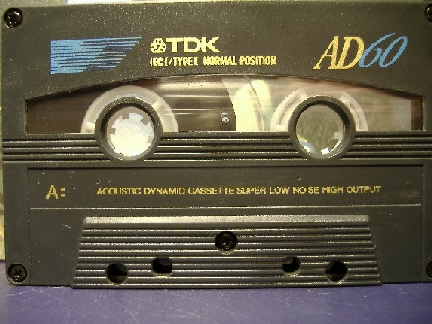 TDK
IEC I/TYPE I NORMAL POSITION
AD60
A:
ACOUSTIC DYNAMIC CASSETTE SUPER LOW NOISE HIGH OUTPUT